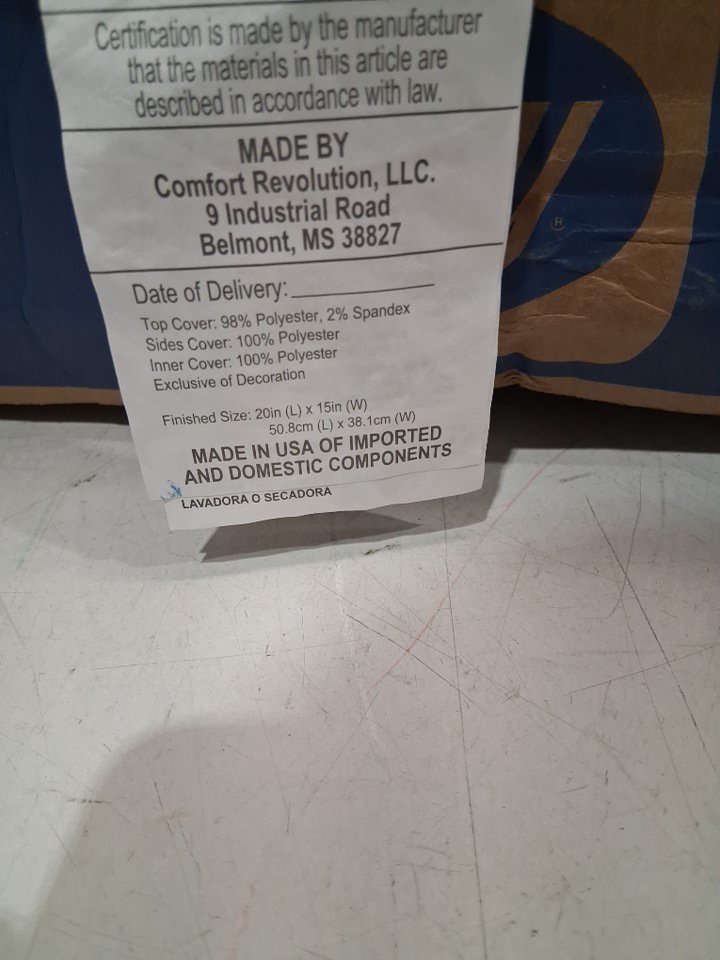 Certification is made by the manufacturer
that the materials in this article are
described in accordance with law.
MADE BY
Comfort Revolution, LLC.
9 Industrial Road
Belmont, MS 38827
Date of Delivery:
Top Cover: 98% Polyester, 2% Spandex
Sides Cover: 100% Polyester
Inner Cover: 100% Polyester
Exclusive of Decoration
Finished Size: 20in (L) x 15in (W)
50.8cm (L) x 38.1cm (W)
MADE IN USA OF IMPORTED
AND DOMESTIC COMPONENTS
LAVADORA O SECADORA
®